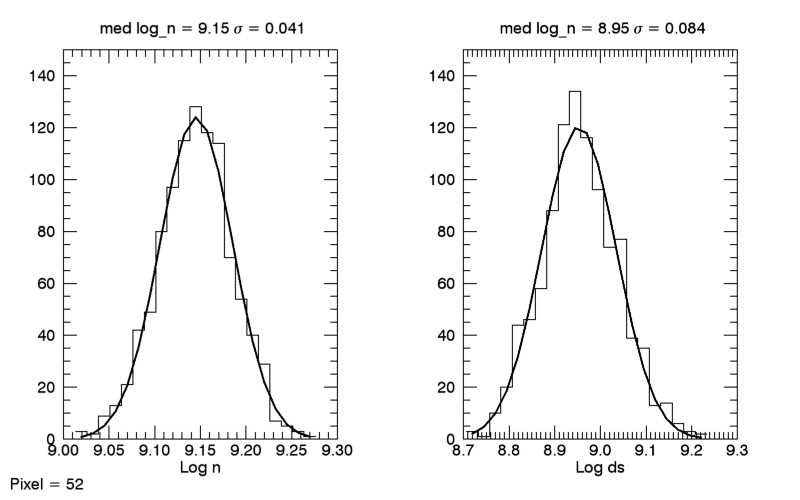 med log_n = 9.15 σ = 0.041
140
120
100
80
60
40
20
0
9.00 9.05 9.10 9.15 9.20 9.25 9.30
Log n
med log_n = 8.95 σ = 0.084
140
120
100
80
60
40
20
0
8.7 8.8 8.9 9.0 9.1 9.2 9.3
Log ds
Pixel = 52